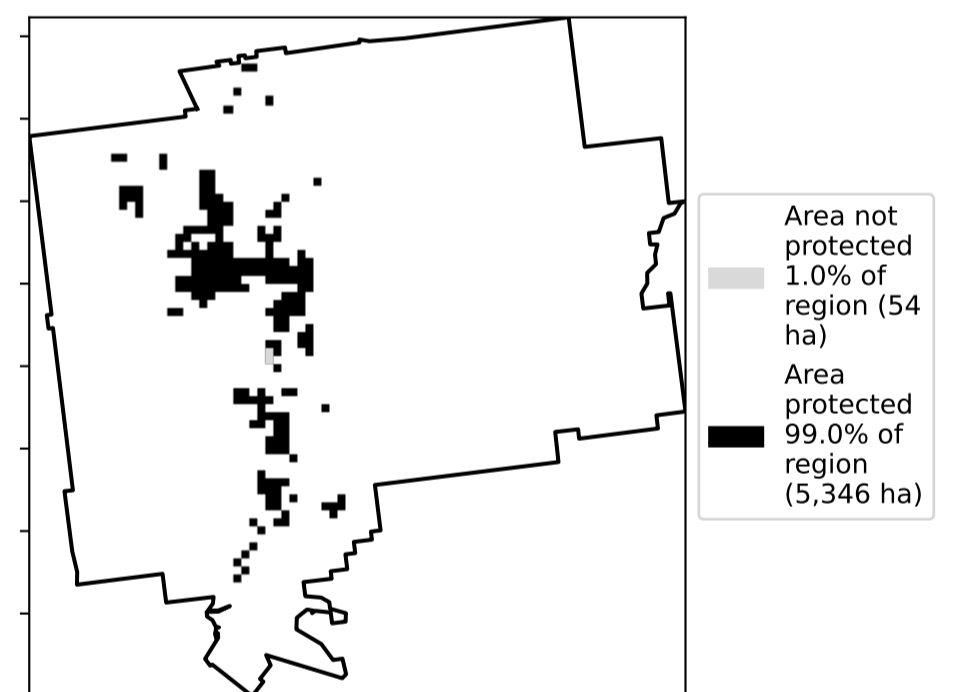 Area not
protected
1.0% of
region (54
ha)
Area
protected
99.0% of
region
(5,346 ha)